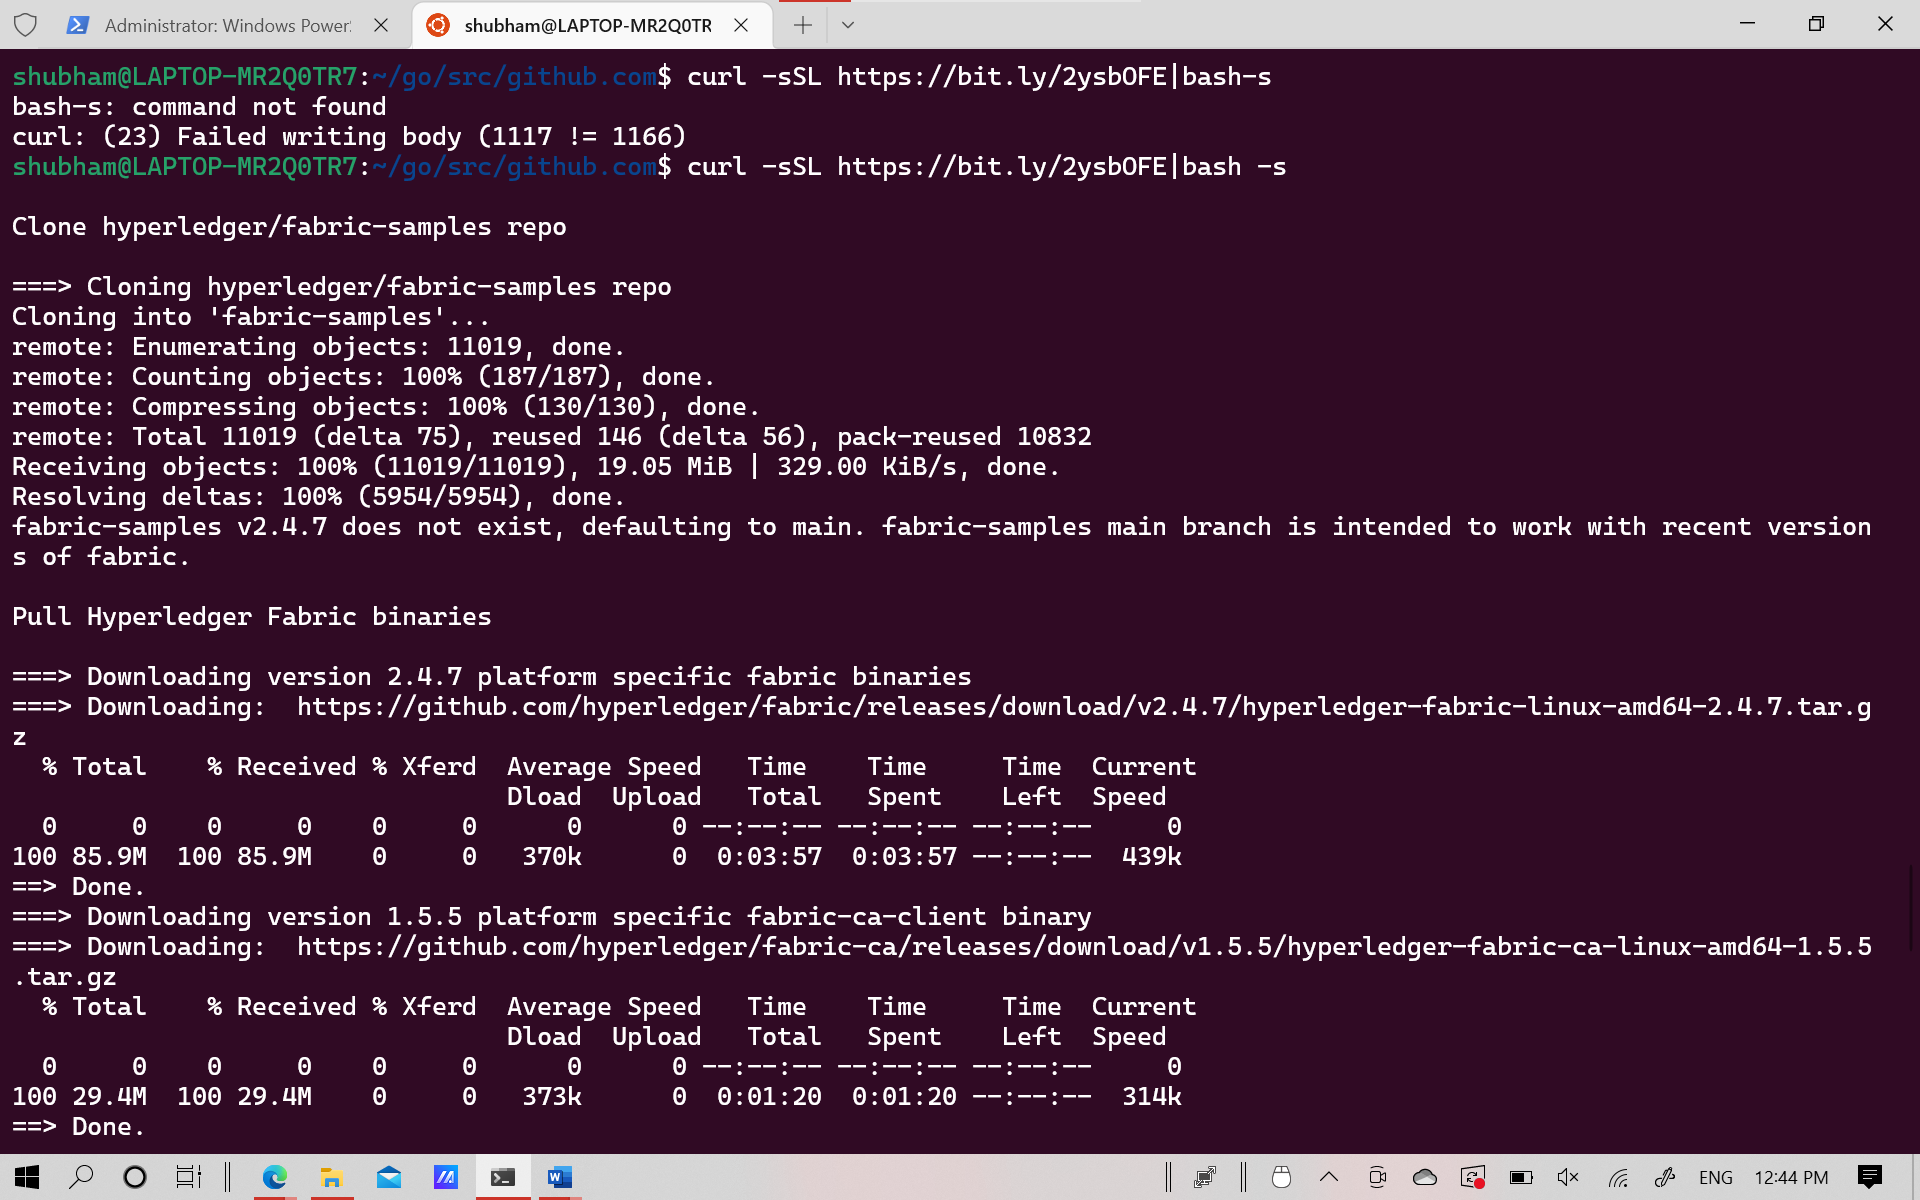 Administrator: Windows Power
shubham@LAPTOP-MR2Q0TR
shubham@LAPTOP-MR2Q0TR7:~/go/src/github.com$ curl -sSL https://bit.ly/2ysbOFE|bash-s
bash-s: command not found
curl: (23) Failed writing body (1117 != 1166)
shubham@LAPTOP-MR2Q0TR7:~/go/src/github.com$ curl -sSL https://bit.ly/2ysbOFE|bash -s
Clone hyperledger/fabric-samples repo
===> Cloning hyperledger/fabric-samples repo
Cloning into 'fabric-samples'...
remote: Enumerating objects: 11019, done.
remote: Counting objects: 100% (187/187), done.
remote: Compressing objects: 100% (130/130), done.
remote: Total 11019 (delta 75), reused 146 (delta 56), pack-reused 10832
Receiving objects: 100% (11019/11019), 19.05 MiB | 329.00 KiB/s, done.
Resolving deltas: 100% (5954/5954), done.
fabric-samples v2.4.7 does not exist, defaulting to main. fabric-samples main branch is intended to work with recent version
s of fabric.
Pull Hyperledger Fabric binaries
===> Downloading version 2.4.7 platform specific fabric binaries
===> Downloading:  https://github.com/hyperledger/fabric/releases/download/v2.4.7/hyperledger-fabric-linux-amd64-2.4.7.tar.g
z
  % Total    % Received % Xferd  Average Speed   Time    Time     Time  Current
                                 Dload  Upload   Total   Spent    Left  Speed
  0     0    0     0    0     0      0      0 --:--:-- --:--:-- --:--:--     0
100 85.9M  100 85.9M    0     0   370k      0  0:03:57  0:03:57 --:--:--  439k
==> Done.
===> Downloading version 1.5.5 platform specific fabric-ca-client binary
===> Downloading:  https://github.com/hyperledger/fabric-ca/releases/download/v1.5.5/hyperledger-fabric-ca-linux-amd64-1.5.5
.tar.gz
  % Total    % Received % Xferd  Average Speed   Time    Time     Time  Current
                                 Dload  Upload   Total   Spent    Left  Speed
  0     0    0     0    0     0      0      0 --:--:-- --:--:-- --:--:--     0
100 29.4M  100 29.4M    0     0   373k      0  0:01:20  0:01:20 --:--:--  314k
==> Done.
ENG 12:44 PM